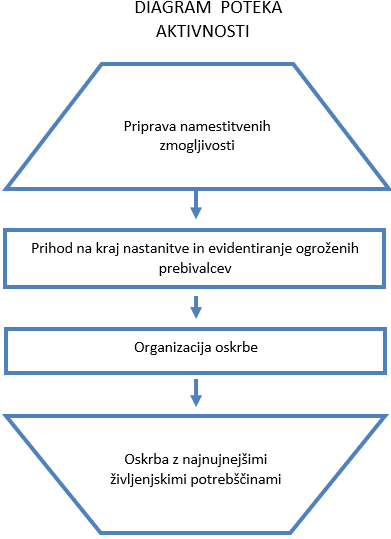 DIAGRAM POTEKA
AKTIVNOSTI
Priprava namestitvenih
zmogljivosti
Prihod na kraj nastanitve in evidentiranje ogroženih
prebivalcev
Organizacija oskrbe
Oskrba z najnujnejšimi
življenjskimi potrebščinami